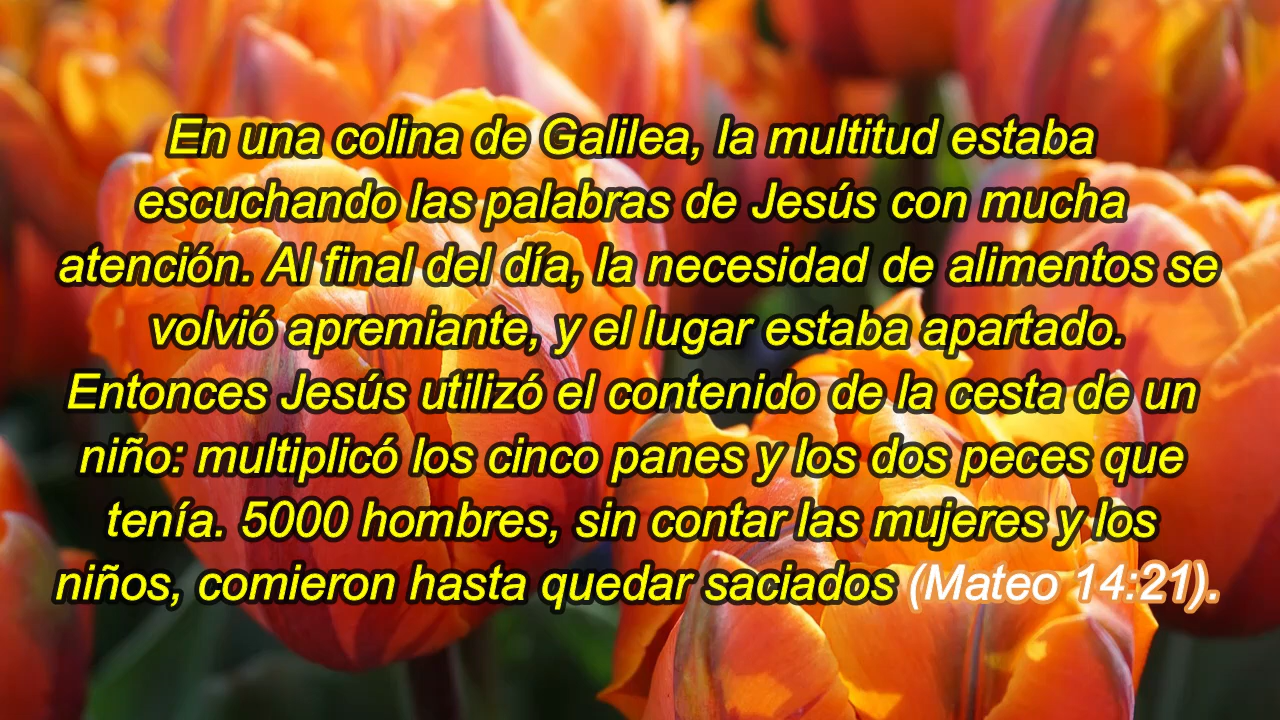 En una colina de Galilea, la multitud estaba
escuchando las palabras de Jesús con mucha
atención. Al final del día, la necesidad de alimentos se
volvió apremiante, y el lugar estaba apartado.
Entonces Jesús utilizó el contenido de la cesta de un
niño: multiplicó los cinco panes y los dos peces que
tenía. 5000 hombres, sin contar las mujeres y los
niños, comieron hasta quedar saciados (Mateo 14:21).